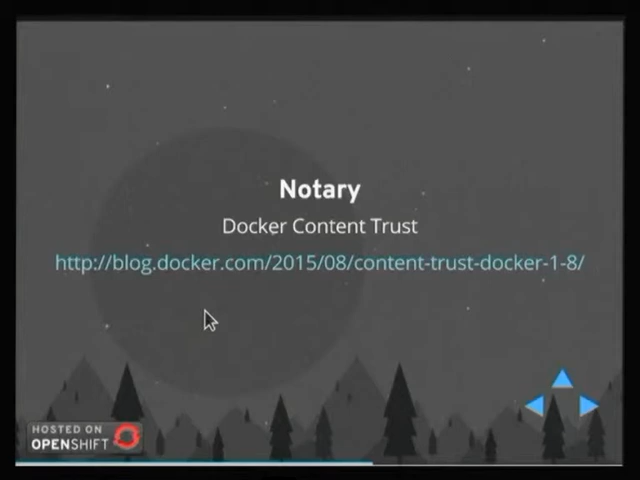 Notary
Docker Content Trust
http://blog.docker.com/2015/08/content-trust-docker-1-8/
HOSTED ON
OPENSHIFT